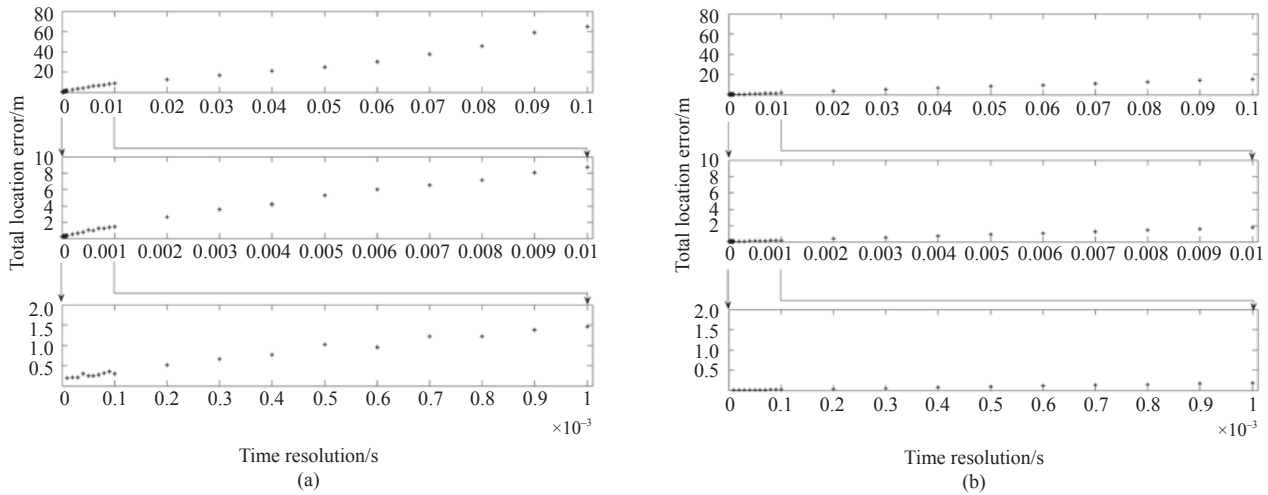 Total location error/m
80
60
40
20
0 0.01 0.02 0.03 0.04 0.05 0.06 0.07 0.08 0.09 0.1
10
8
6
4
2
0 0.001 0.002 0.003 0.004 0.005 0.006 0.007 0.008 0.009 0.01
2.0
1.5
1.0
0.5
0 0.1 0.2 0.3 0.4 0.5 0.6 0.7 0.8 0.9 1
×10⁻³
Time resolution/s
(a)
Total location error/m
80
60
40
20
0 0.01 0.02 0.03 0.04 0.05 0.06 0.07 0.08 0.09 0.1
10
8
6
4
2
0 0.001 0.002 0.003 0.004 0.005 0.006 0.007 0.008 0.009 0.01
2.0
1.5
1.0
0.5
0 0.1 0.2 0.3 0.4 0.5 0.6 0.7 0.8 0.9 1
×10⁻³
Time resolution/s
(b)